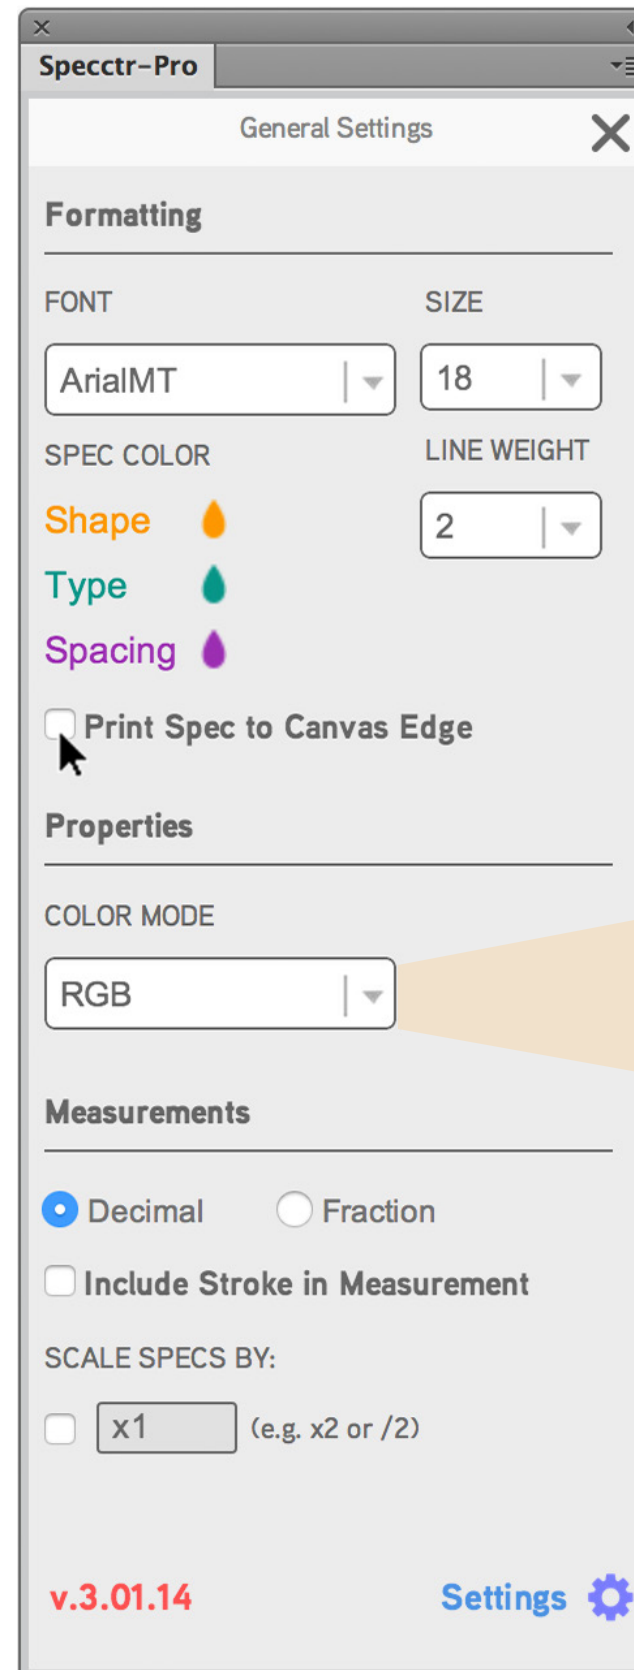 Specctr-Pro
General Settings
Formatting
FONT SIZE
ArialMT 18
SPEC COLOR LINE WEIGHT
Shape 2
Type
Spacing
Print Spec to Canvas Edge
Properties
COLOR MODE
RGB
Measurements
Decimal Fraction
Include Stroke in Measurement
SCALE SPECS BY:
x1 (e.g. x2 or /2)
v.3.01.14 Settings